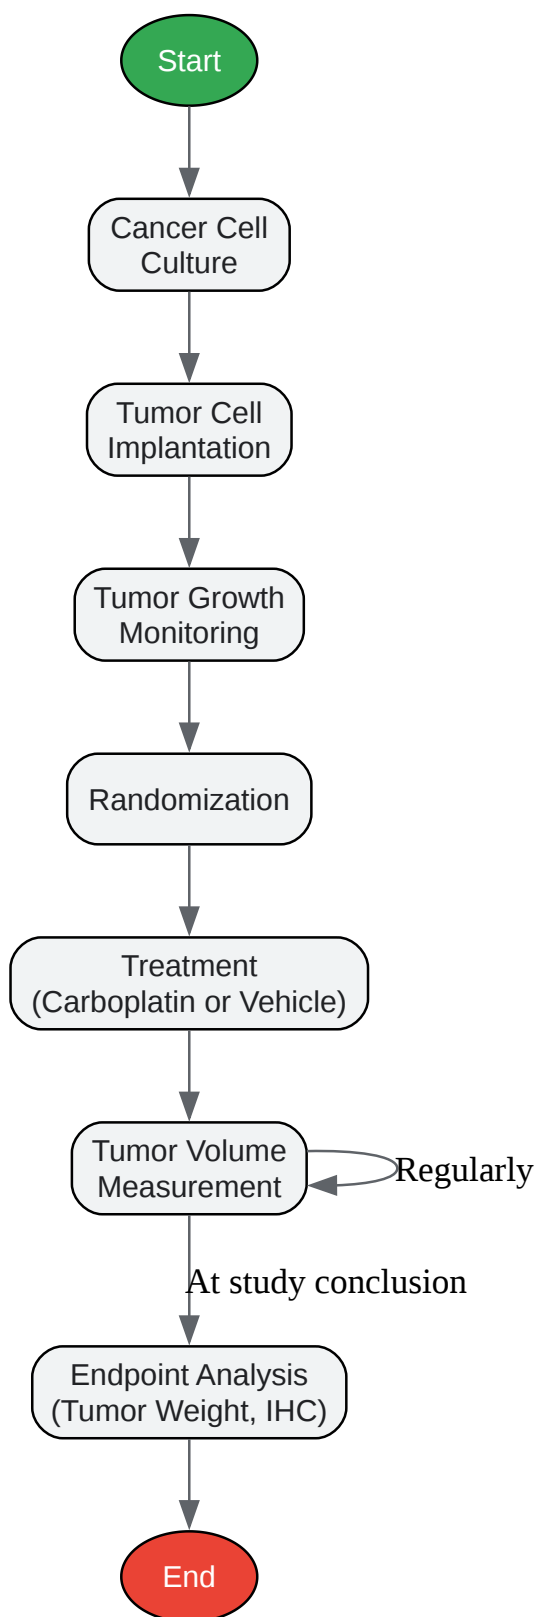 Start
Cancer Cell
Culture
Tumor Cell
Implantation
Tumor Growth
Monitoring
Randomization
Treatment
(Carboplatin or Vehicle)
Tumor Volume
Measurement
Regularly
At study conclusion
Endpoint Analysis
(Tumor Weight, IHC)
End